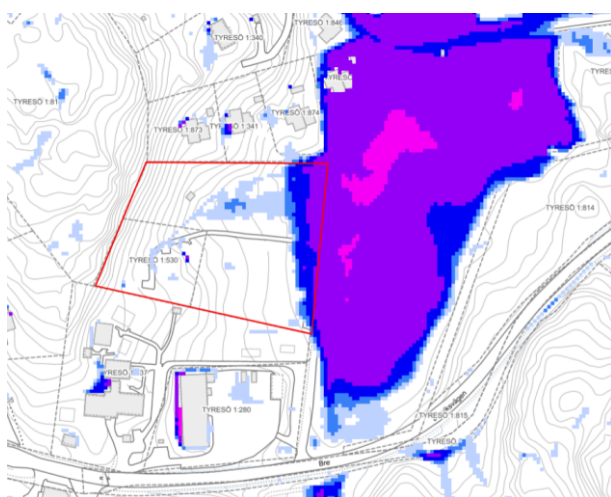 TYRESÖ 1:846
TYRESÖ 1:340
TYRESÖ
TYRESÖ 1:81
TYRESÖ 1:873
TYRESÖ 1:341
TYRESÖ 1:874
TYRESÖ 1:814
TYRESÖ 1:530
TYRESÖ 1:280
TYRESÖ 1:815
TYRESÖ
Bre